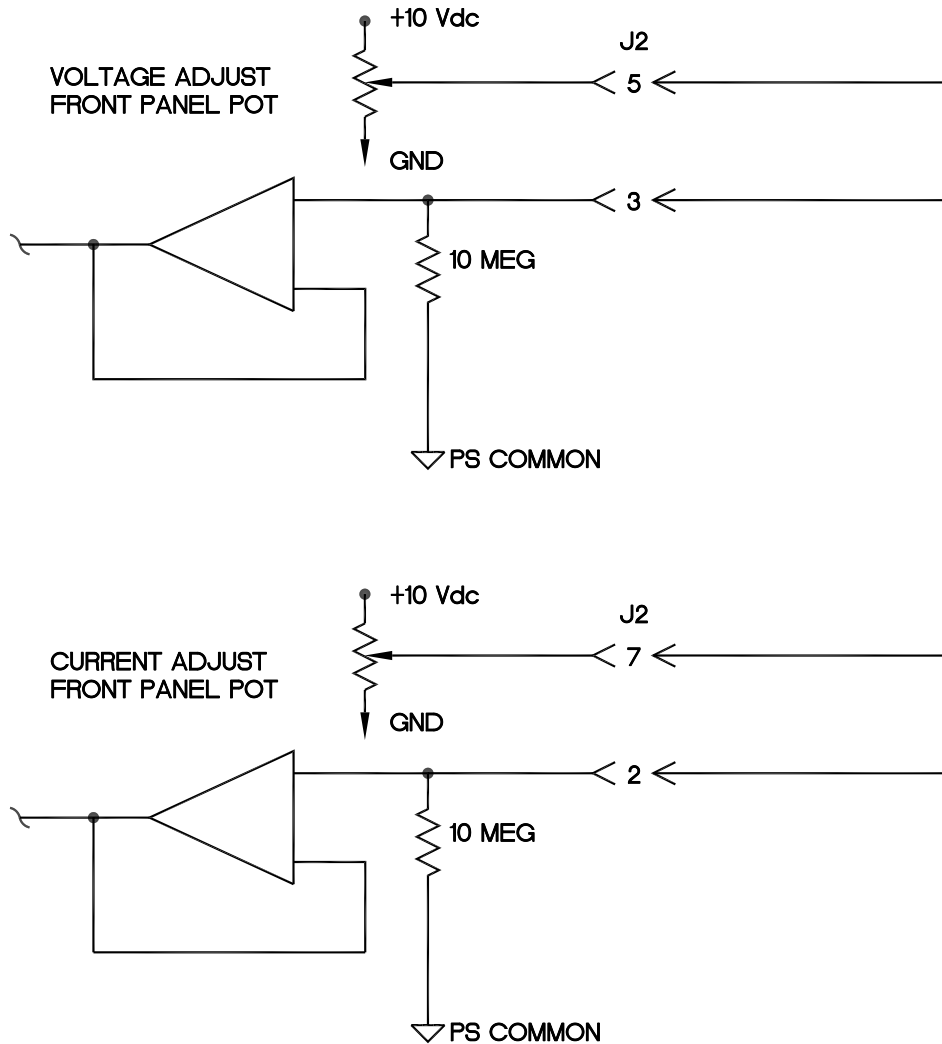 +10 Vdc
J2
VOLTAGE ADJUST
FRONT PANEL POT
5
GND
3
10 MEG
PS COMMON
+10 Vdc
J2
CURRENT ADJUST
FRONT PANEL POT
7
GND
2
10 MEG
PS COMMON